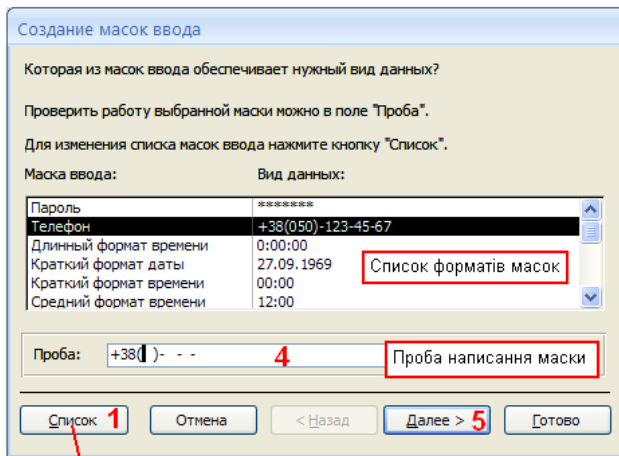 Создание масок ввода
Которая из масок ввода обеспечивает нужный вид данных?
Проверить работу выбранной маски можно в поле "Проба".
Для изменения списка масок ввода нажмите кнопку "Список".
Маска ввода: Вид данных:
Пароль *******
Телефон +38(050)-123-45-67
Длинный формат времени 0:00:00
Краткий формат даты 27.09.1969
Краткий формат времени 00:00
Средний формат времени 12:00
Список форматів масок
Проба: +38( )- - - 4 Проба написання маски
Список 1 Отмена < Назад Далее > 5 Готово